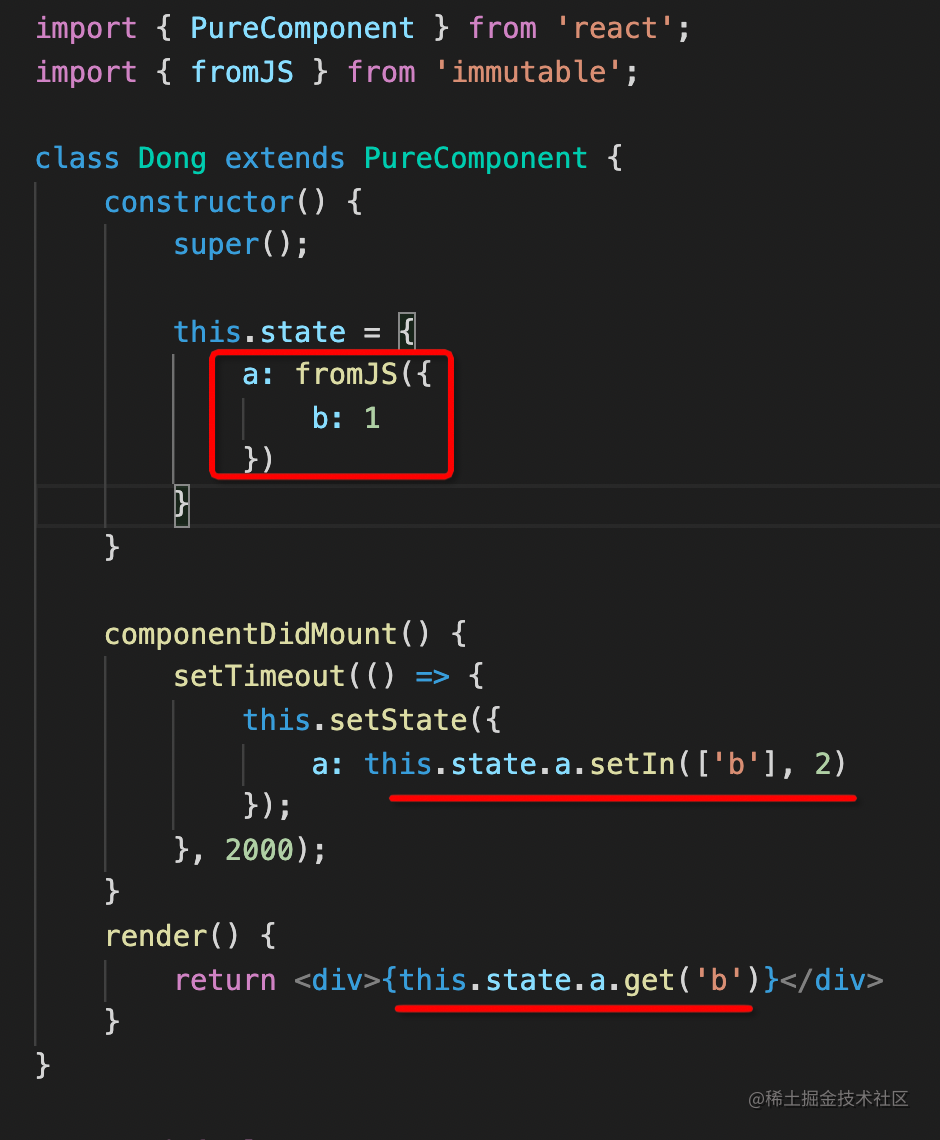 import { PureComponent } from 'react';
import { fromJS } from 'immutable';
class Dong extends PureComponent {
    constructor() {
        super();
        this.state = {
            a: fromJS({
                b: 1
            })
        }
    }
    componentDidMount() {
        setTimeout(() => {
            this.setState({
                a: this.state.a.setIn(['b'], 2)
            });
        }, 2000);
    }
    render() {
        return <div>{this.state.a.get('b')}</div>
    }
}
@稀土掘金技术社区